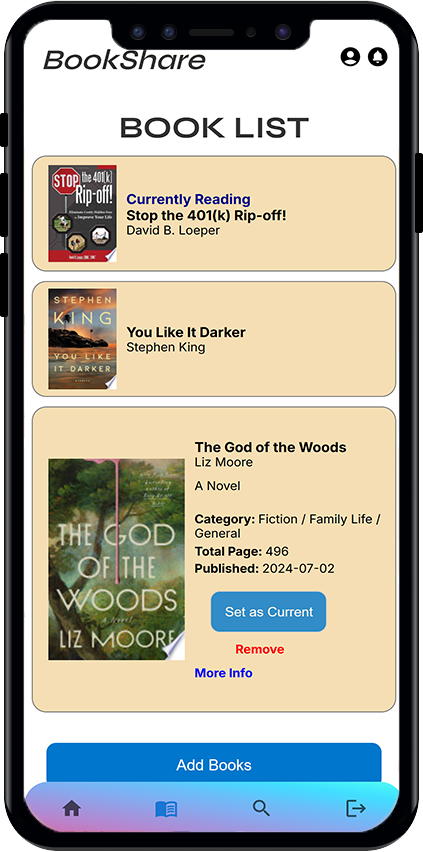 BookShare
BOOK LIST
STOP the 401(k)
Rip-off!
Currently Reading
Stop the 401(k) Rip-off!
David B. Loeper
STEPHEN
KING
YOU LIKE
IT DARKER
You Like It Darker
Stephen King
THE GOD
OF THE
WOODS
A Novel
LIZ MOORE
The God of the Woods
Liz Moore
A Novel
Category: Fiction / Family Life /
General
Total Page: 496
Published: 2024-07-02
Set as Current
Remove
More Info
Add Books